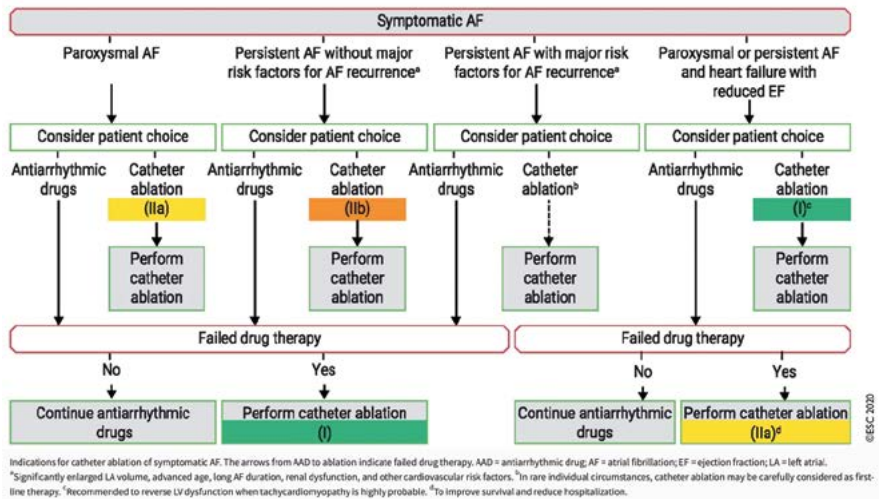 Symptomatic AF
Paroxysmal AF
Persistent AF without major
risk factors for AF recurrenceᵃ
Persistent AF with major risk
factors for AF recurrenceᵃ
Paroxysmal or persistent AF
and heart failure with
reduced EF
Consider patient choice
Consider patient choice
Consider patient choice
Consider patient choice
Antiarrhythmic
drugs
Catheter
ablation
(IIa)
Antiarrhythmic
drugs
Catheter
ablation
(IIb)
Antiarrhythmic
drugs
Catheter
ablationᵇ
Antiarrhythmic
drugs
Catheter
ablation
(I)ᶜ
Perform
catheter
ablation
Perform
catheter
ablation
Perform
catheter
ablation
Perform
catheter
ablation
Failed drug therapy
Failed drug therapy
No
Yes
No
Yes
Continue antiarrhythmic
drugs
Perform catheter ablation
(I)
Continue antiarrhythmic
drugs
Perform catheter ablation
(IIa)ᵈ
©ESC 2020
Indications for catheter ablation of symptomatic AF. The arrows from AAD to ablation indicate failed drug therapy. AAD = antiarrhythmic drug; AF = atrial fibrillation; EF = ejection fraction; LA = left atrial.
ᵃSignificantly enlarged LA volume, advanced age, long AF duration, renal dysfunction, and other cardiovascular risk factors. ᵇIn rare individual circumstances, catheter ablation may be carefully considered as first-
line therapy. ᶜRecommended to reverse LV dysfunction when tachycardiomyopathy is highly probable. ᵈTo improve survival and reduce hospitalization.